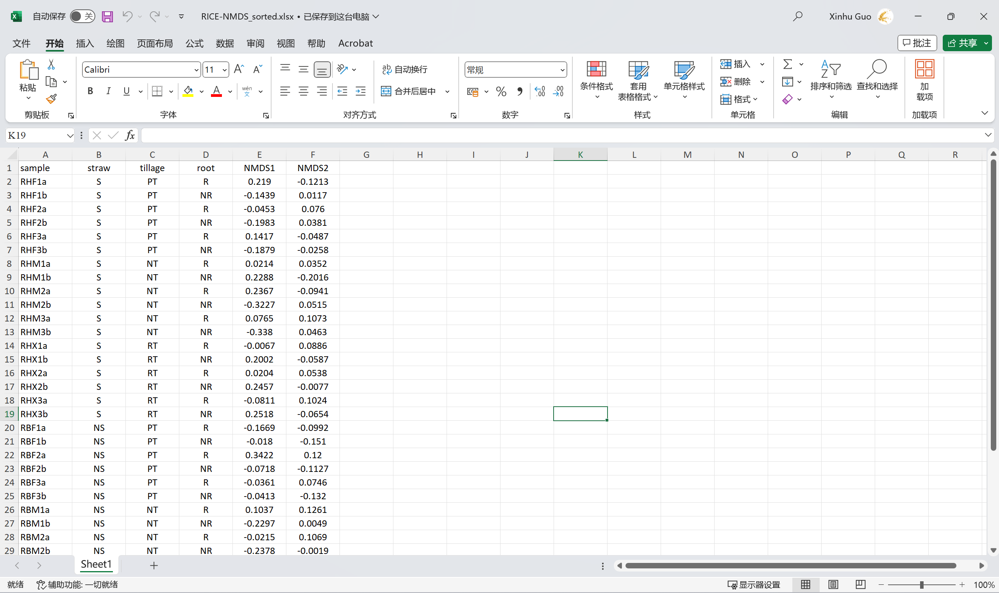 自动保存 关 RICE-NMDS_sorted.xlsx • 已保存到这台电脑 Xinhu Guo
文件 开始 插入 绘图 页面布局 公式 数据 审阅 视图 帮助 Acrobat 批注 共享
粘贴 Calibri 11 自动换行 合并后居中 常规 条件格式 套用 表格格式 单元格样式 插入 删除 格式 排序和筛选 查找和选择 加 载项
剪贴板 字体 对齐方式 数字 样式 单元格 编辑 加载项
K19 fx
A B C D E F G H I J K L M N O P Q R
1 sample straw tillage root NMDS1 NMDS2
2 RHF1a S PT R 0.219 -0.1213
3 RHF1b S PT NR -0.1439 0.0117
4 RHF2a S PT R -0.0453 0.076
5 RHF2b S PT NR -0.1983 0.0381
6 RHF3a S PT R 0.1417 -0.0487
7 RHF3b S PT NR -0.1879 -0.0258
8 RHM1a S NT R 0.0214 0.0352
9 RHM1b S NT NR 0.2288 -0.2016
10 RHM2a S NT R 0.2367 -0.0941
11 RHM2b S NT NR -0.3227 0.0515
12 RHM3a S NT R 0.0765 0.1073
13 RHM3b S NT NR -0.338 0.0463
14 RHX1a S RT R -0.0067 0.0886
15 RHX1b S RT NR 0.2002 -0.0587
16 RHX2a S RT R 0.0204 0.0538
17 RHX2b S RT NR 0.2457 -0.0077
18 RHX3a S RT R -0.0811 0.1024
19 RHX3b S RT NR 0.2518 -0.0654
20 RBF1a NS PT R -0.1669 -0.0992
21 RBF1b NS PT NR -0.018 -0.151
22 RBF2a NS PT R 0.3422 0.12
23 RBF2b NS PT NR -0.0718 -0.1127
24 RBF3a NS PT R -0.0361 0.0746
25 RBF3b NS PT NR -0.0413 -0.132
26 RBM1a NS NT R 0.1037 0.1261
27 RBM1b NS NT NR -0.2297 0.0049
28 RBM2a NS NT R -0.0215 0.1069
29 RBM2b NS NT NR -0.2378 -0.0019
Sheet1
就绪 辅助功能: 一切就绪 显示器设置 100%